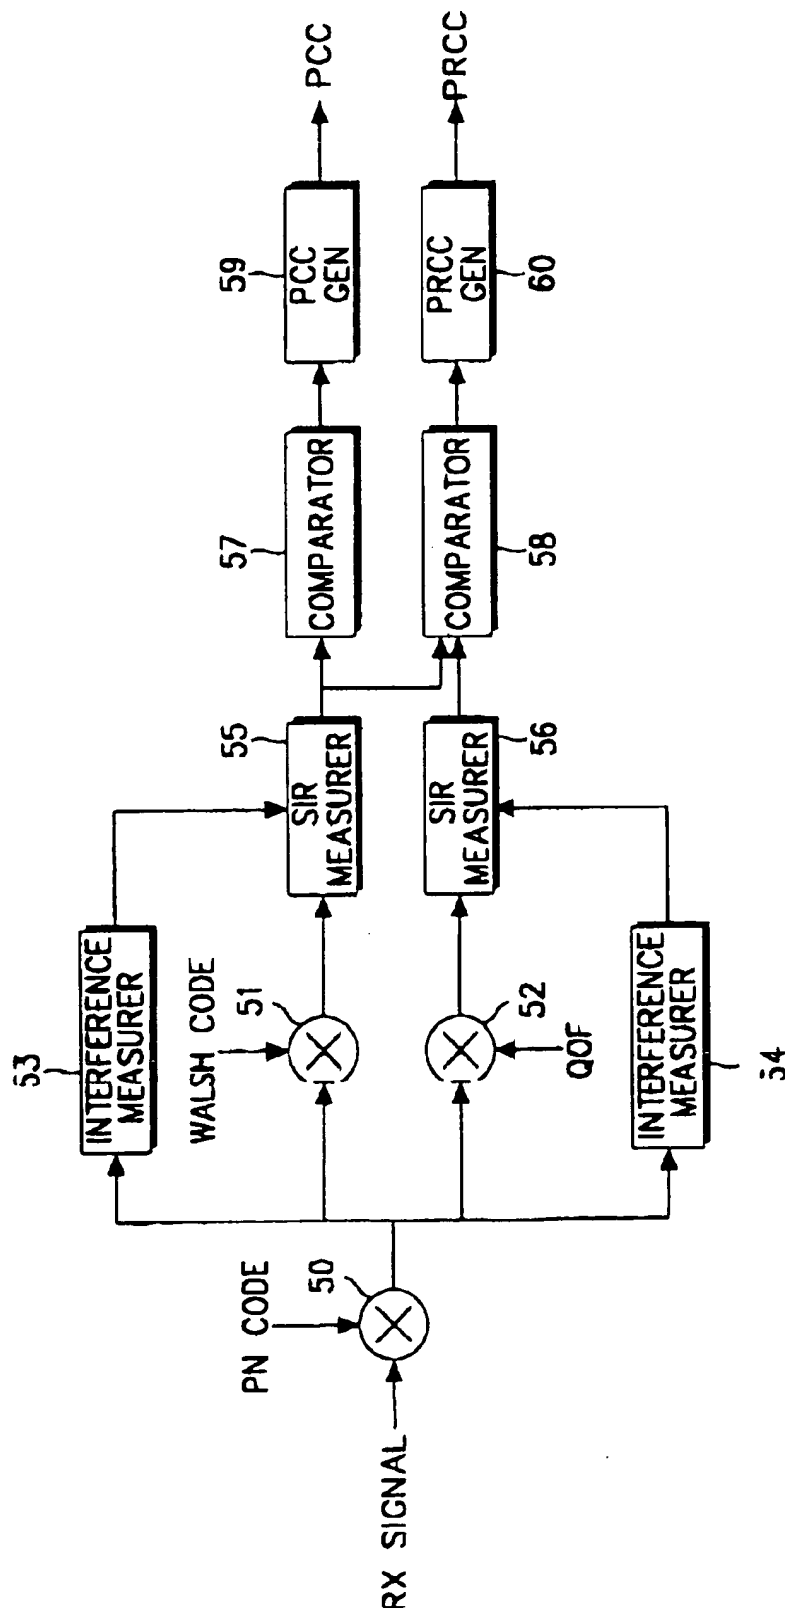 RX SIGNAL
PN CODE
50
53
INTERFERENCE
MEASURER
WALSH CODE
51
52
QOF
INTERFERENCE
MEASURER
54
55
SIR
MEASURER
SIR
MEASURER
56
57
COMPARATOR
COMPARATOR
58
59
PCC
GEN
PRCC
GEN
60
PCC
PRCC